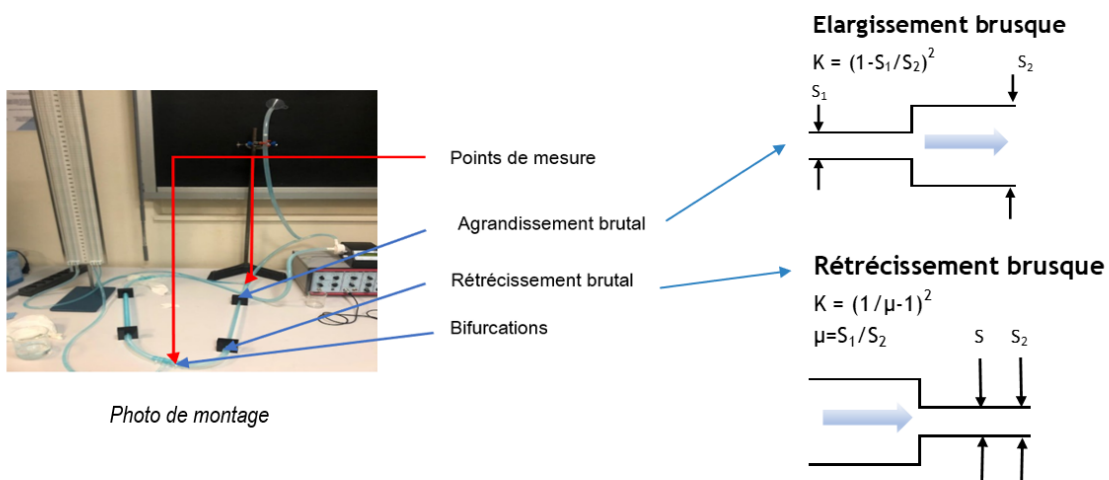 Elargissement brusque
K = (1-S₁/S₂)²
S₂
S₁
Points de mesure
Agrandissement brutal
Rétrécissement brutal
Bifurcations
Rétrécissement brusque
K = (1/μ-1)²
μ=S₁/S₂
S S₂
Photo de montage